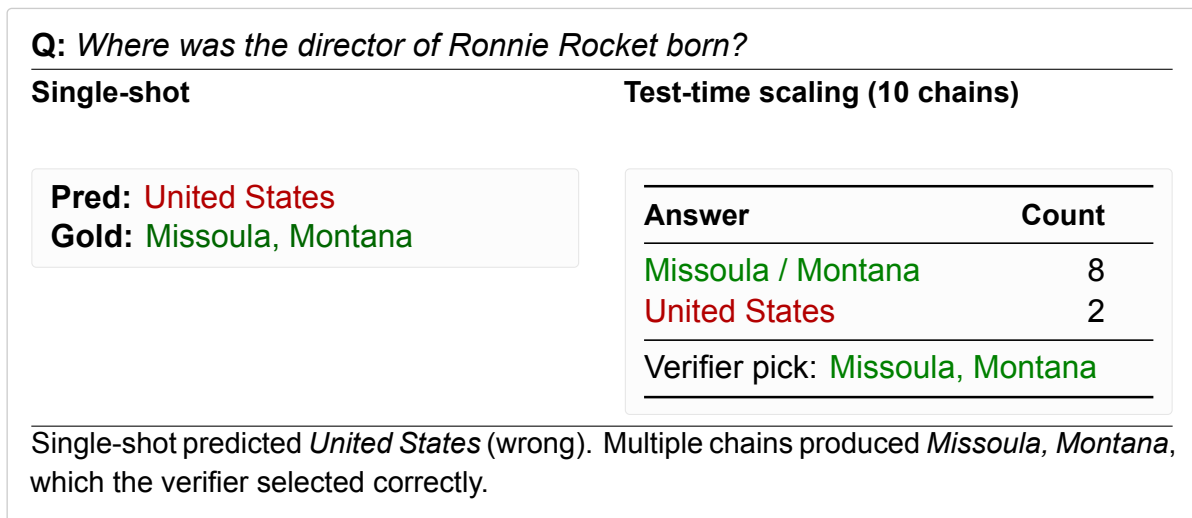 Q: Where was the director of Ronnie Rocket born?
Single-shot
Pred: United States
Gold: Missoula, Montana
Test-time scaling (10 chains)
Answer Count
Missoula / Montana 8
United States 2
Verifier pick: Missoula, Montana
Single-shot predicted United States (wrong). Multiple chains produced Missoula, Montana,
which the verifier selected correctly.